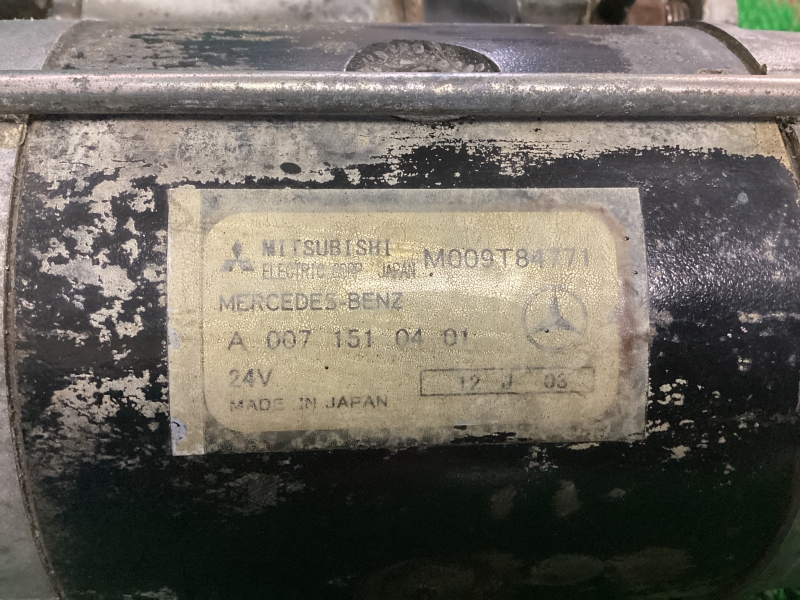 MITSUBISHI M009T84771
ELECTRIC CORP. JAPAN
MERCEDES-BENZ
A 007 151 04 01
24V 12 J 03
MADE IN JAPAN